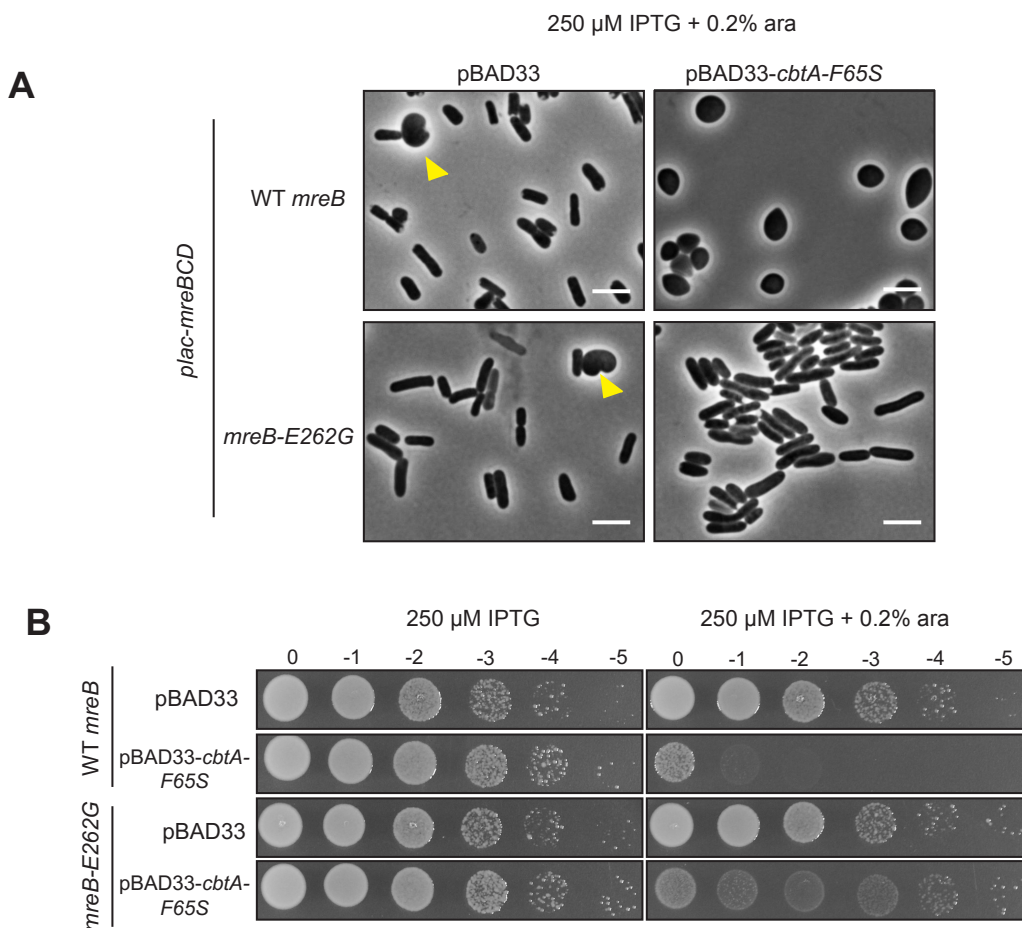 250 µM IPTG + 0.2% ara
A
pBAD33
pBAD33-cbtA-F65S
plac-mreBCD
WT mreB
mreB-E262G
B
250 µM IPTG
250 µM IPTG + 0.2% ara
0 -1 -2 -3 -4 -5
0 -1 -2 -3 -4 -5
WT mreB
pBAD33
pBAD33-cbtA-
F65S
mreB-E262G
pBAD33
pBAD33-cbtA-
F65S